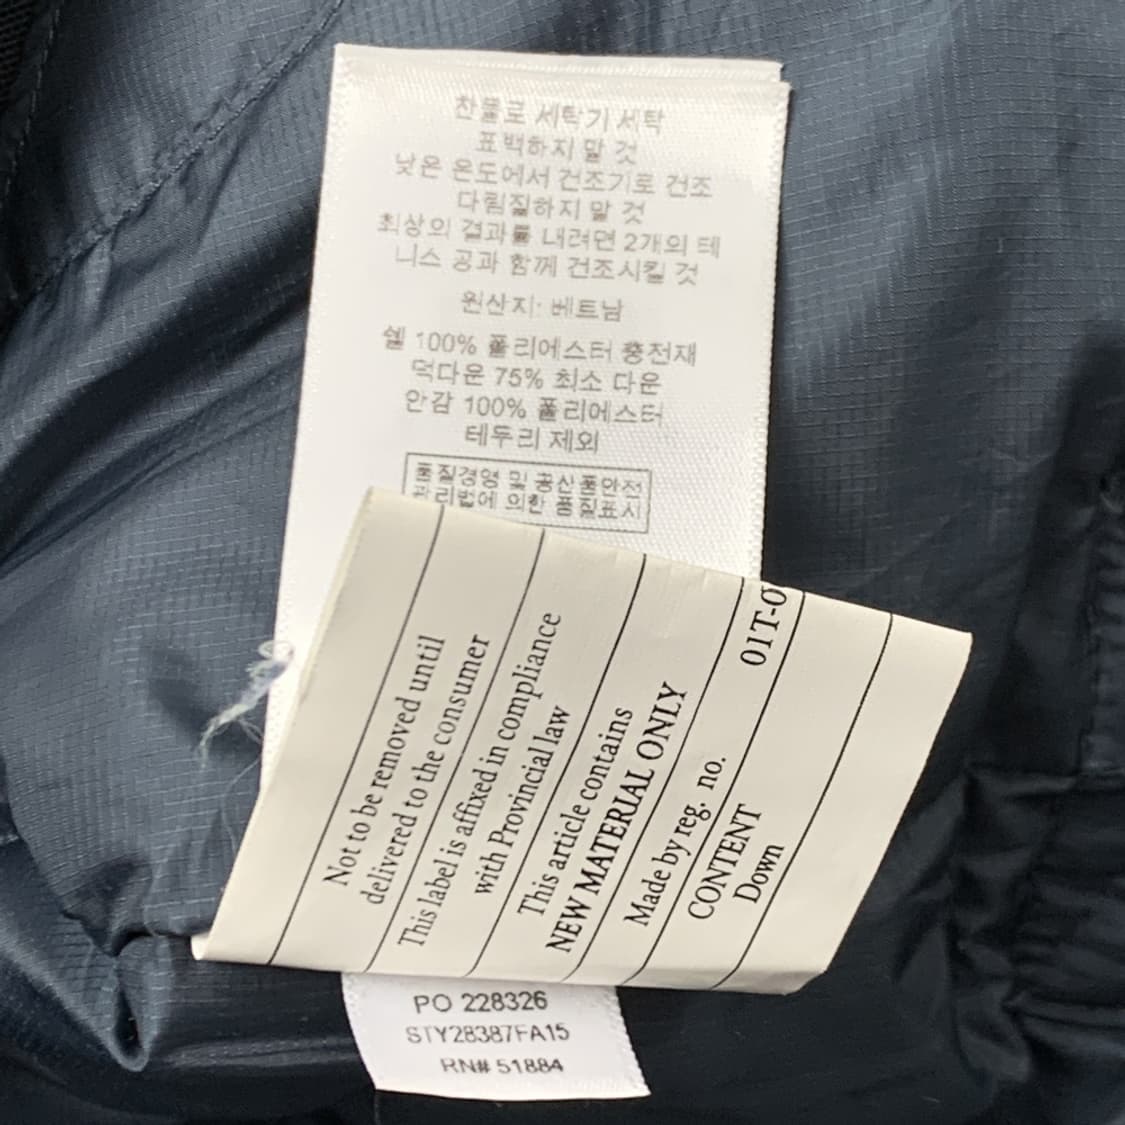 찬물로 세탁기 세탁
표백하지 말 것
낮은 온도에서 건조기로 건조
다림질하지 말 것
최상의 결과를 내려면 2개의 테
니스 공과 함께 건조시킬 것
원산지: 베트남
쉘 100% 폴리에스터 충전재
덕다운 75% 최소 다운
안감 100% 폴리에스터
테두리 제외
품질경영 및 공산품안전
관리법에 의한 품질표시
Not to be removed until
delivered to the consumer
This label is affixed in compliance
with Provincial law
This article contains
NEW MATERIAL ONLY
Made by reg. no. 01T-0
CONTENT
Down
PO 228326
STY28387FA15
RN# 51884